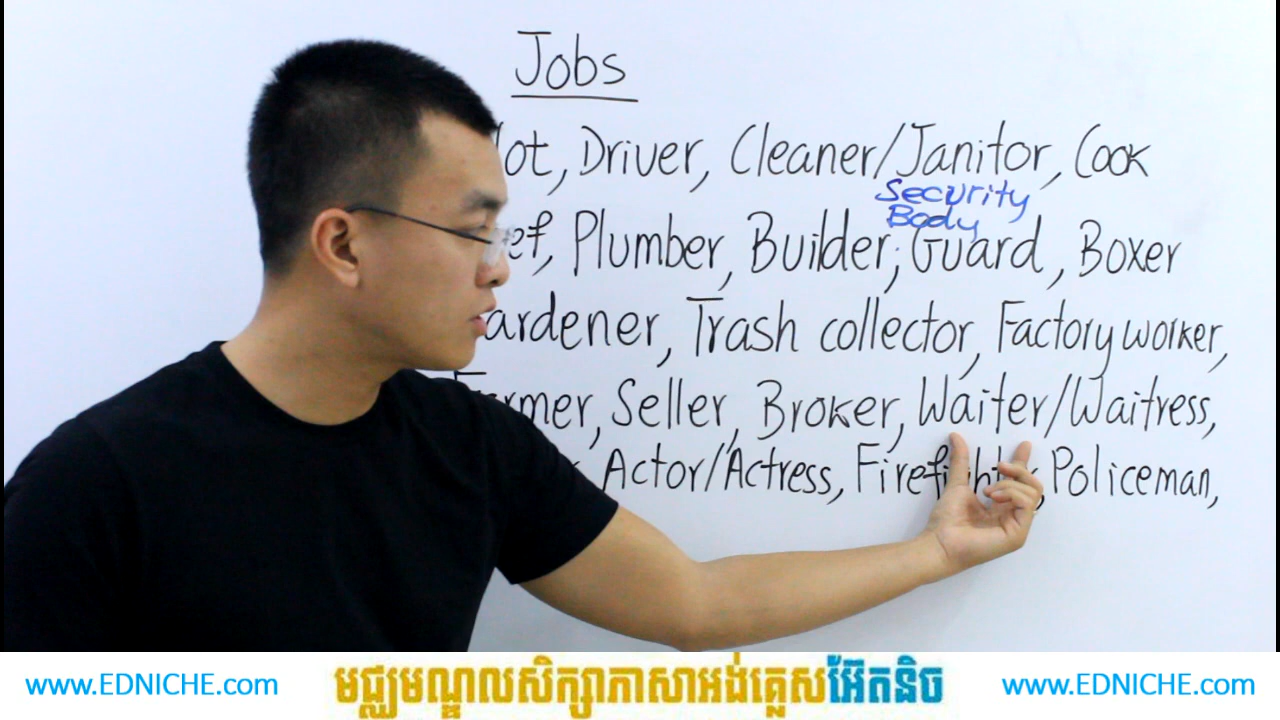 Jobs
Driver, Cleaner/Janitor, Cook
Security
Body
Plumber, Builder, Guard, Boxer
Trash collector, Factory worker,
Seller, Broker, Waiter/Waitress,
Actor/Actress, Policeman,
www.EDNICHE.com មជ្ឈមណ្ឌលសិក្សាភាសាអង់គ្លេសអ៊ែតនិច www.EDNICHE.com